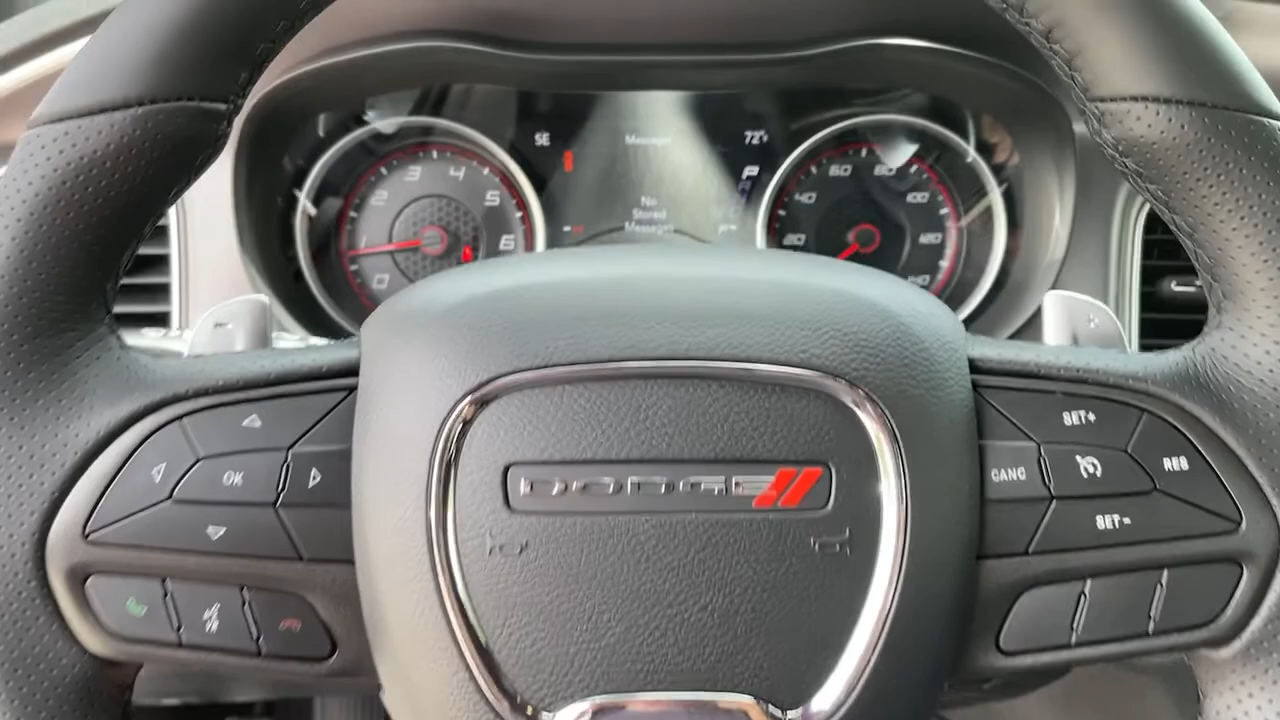 SE
Messages
72°F
P
No
Stored
Messages
0
2
3
4
5
6
20
40
60
80
100
120
140
-
+
OK
DODGE
SET+
CANC
RES
SET-